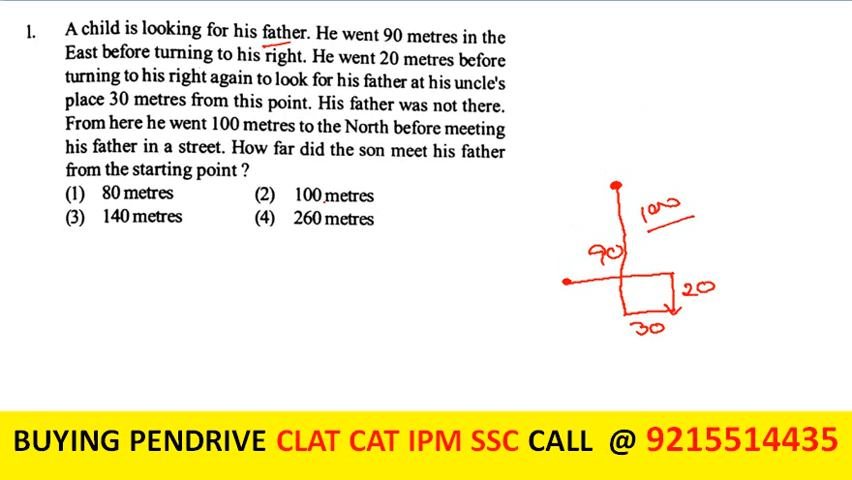 1. A child is looking for his father. He went 90 metres in the
East before turning to his right. He went 20 metres before
turning to his right again to look for his father at his uncle's
place 30 metres from this point. His father was not there.
From here he went 100 metres to the North before meeting
his father in a street. How far did the son meet his father
from the starting point ?
(1) 80 metres (2) 100 metres
(3) 140 metres (4) 260 metres
100
90
20
30
BUYING PENDRIVE CLAT CAT IPM SSC CALL @ 9215514435